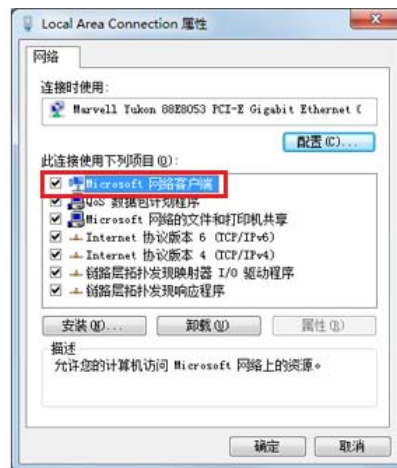 Local Area Connection 属性
网络
连接时使用:
Marvell Yukon 88E8053 PCI-E Gigabit Ethernet (
配置(C)...
此连接使用下列项目(O):
Microsoft 网络客户端
QoS 数据包计划程序
Microsoft 网络的文件和打印机共享
Internet 协议版本 6 (TCP/IPv6)
Internet 协议版本 4 (TCP/IPv4)
链路层拓扑发现映射器 I/O 驱动程序
链路层拓扑发现响应程序
安装(N)... 卸载(U) 属性(R)
描述
允许您的计算机访问 Microsoft 网络上的资源。
确定 取消